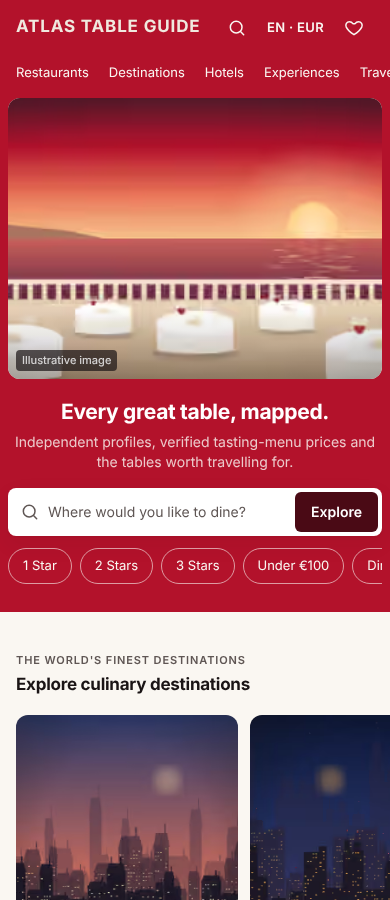 ATLAS TABLE GUIDE
EN · EUR
Restaurants Destinations Hotels Experiences
Illustrative image
Every great table, mapped.
Independent profiles, verified tasting-menu prices and
the tables worth travelling for.
Where would you like to dine?
Explore
1 Star
2 Stars
3 Stars
Under €100
THE WORLD'S FINEST DESTINATIONS
Explore culinary destinations